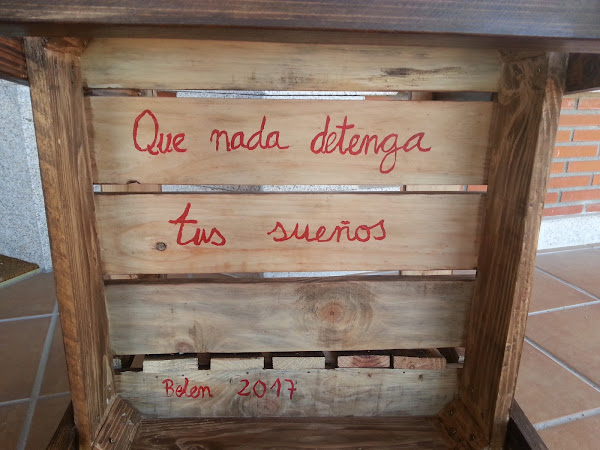 Que nada detenga
tus sueños
Belen 2017